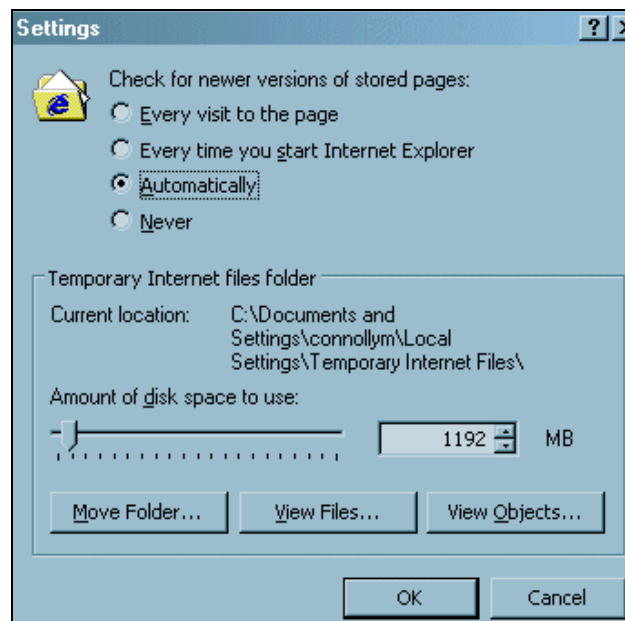 Settings
Check for newer versions of stored pages:
Every visit to the page
Every time you start Internet Explorer
Automatically
Never
Temporary Internet files folder
Current location: C:\Documents and
Settings\connollym\Local
Settings\Temporary Internet Files\
Amount of disk space to use:
1192 MB
Move Folder... View Files... View Objects...
OK Cancel